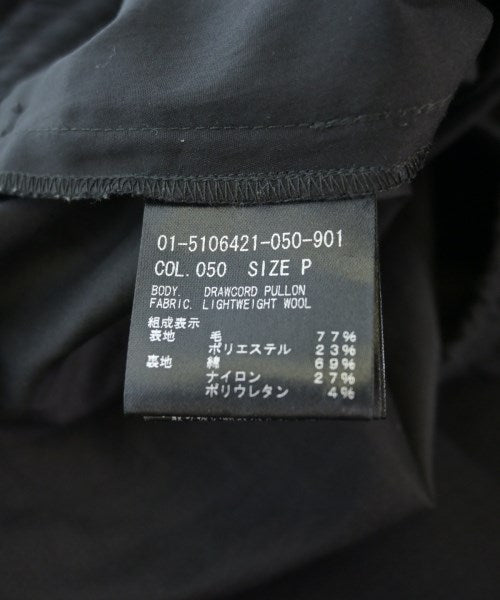 01-5106421-050-901
COL. 050 SIZE P
BODY. DRAWCORD PULLON
FABRIC. LIGHTWEIGHT WOOL
組成表示
表地 毛 77%
ポリエステル 23%
裏地 綿 69%
ナイロン 27%
ポリウレタン 4%